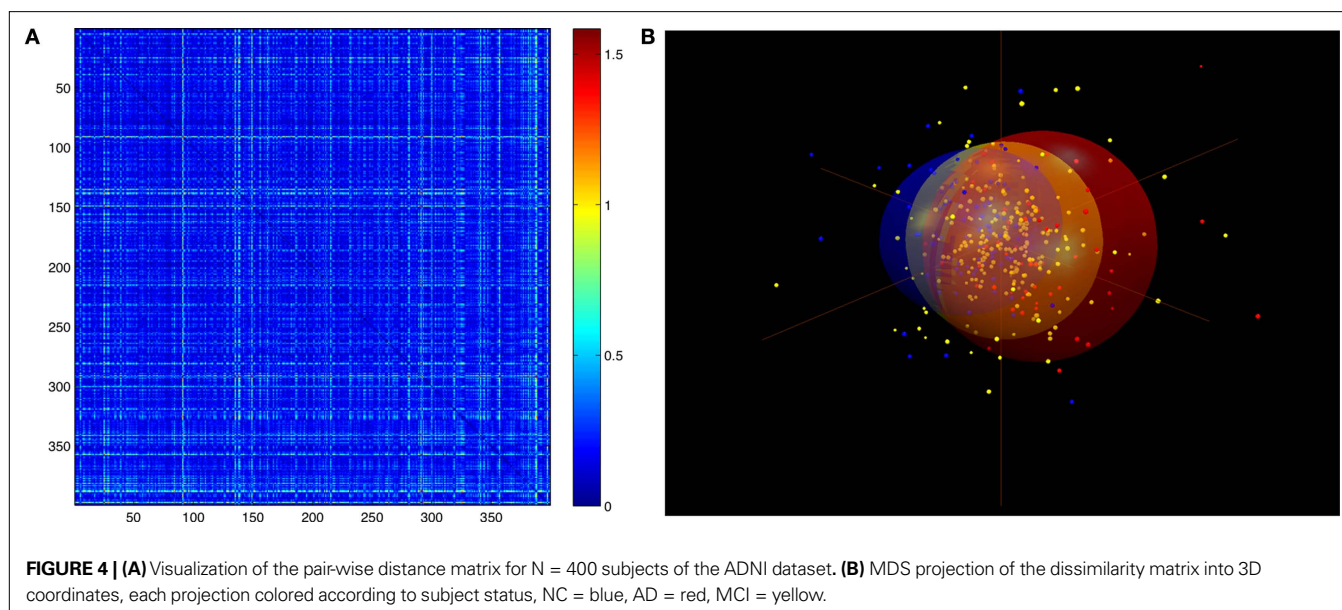 A
50
100
150
200
250
300
350
50 100 150 200 250 300 350
1.5
1
0.5
0
B
FIGURE 4 | (A) Visualization of the pair-wise distance matrix for N = 400 subjects of the ADNI dataset. (B) MDS projection of the dissimilarity matrix into 3D
coordinates, each projection colored according to subject status, NC = blue, AD = red, MCI = yellow.